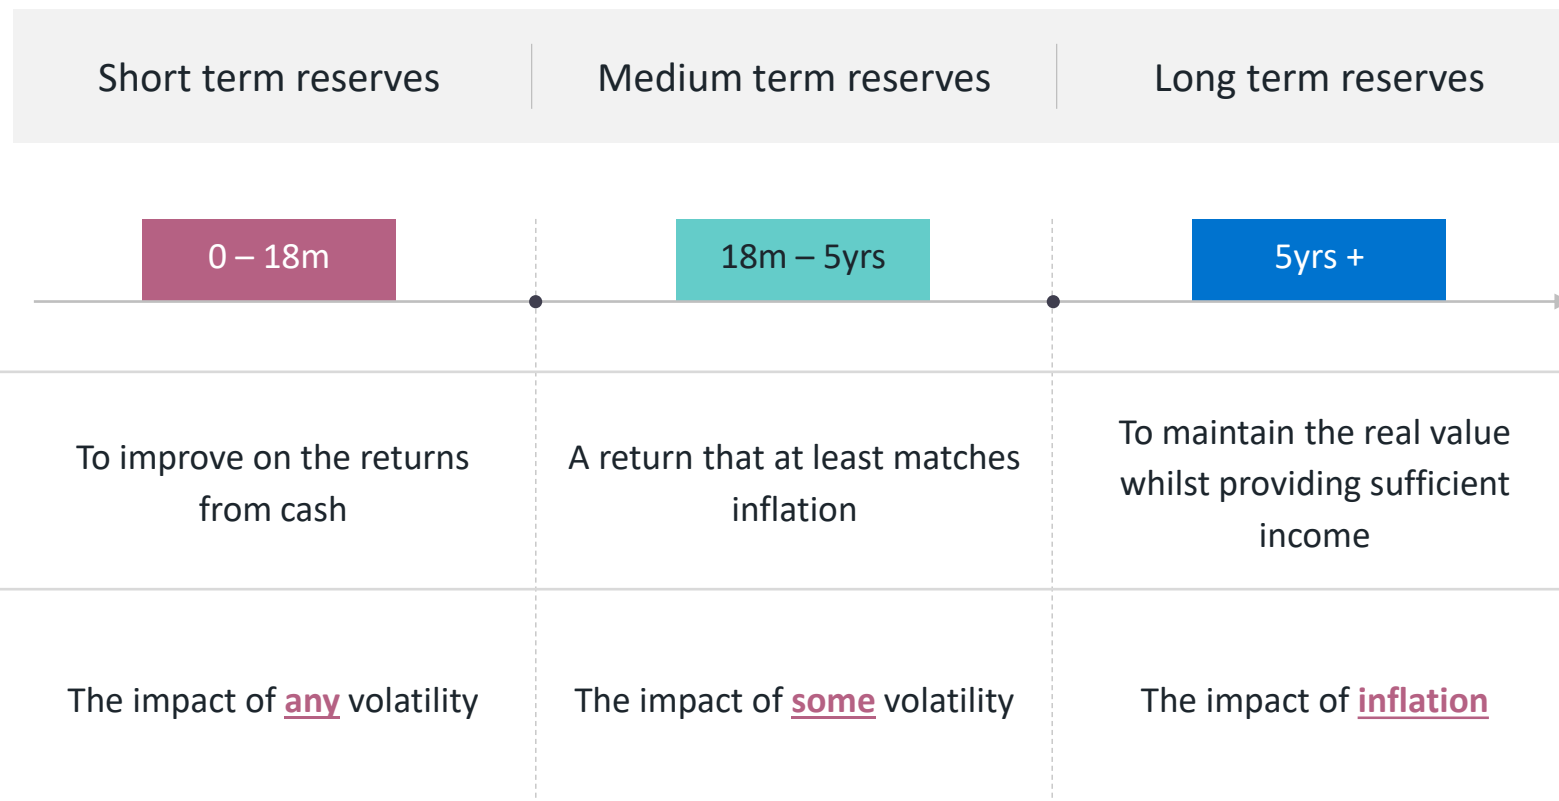 Short term reserves
Medium term reserves
Long term reserves
0 – 18m
18m – 5yrs
5yrs +
To improve on the returns
from cash
A return that at least matches
inflation
To maintain the real value
whilst providing sufficient
income
The impact of any volatility
The impact of some volatility
The impact of inflation